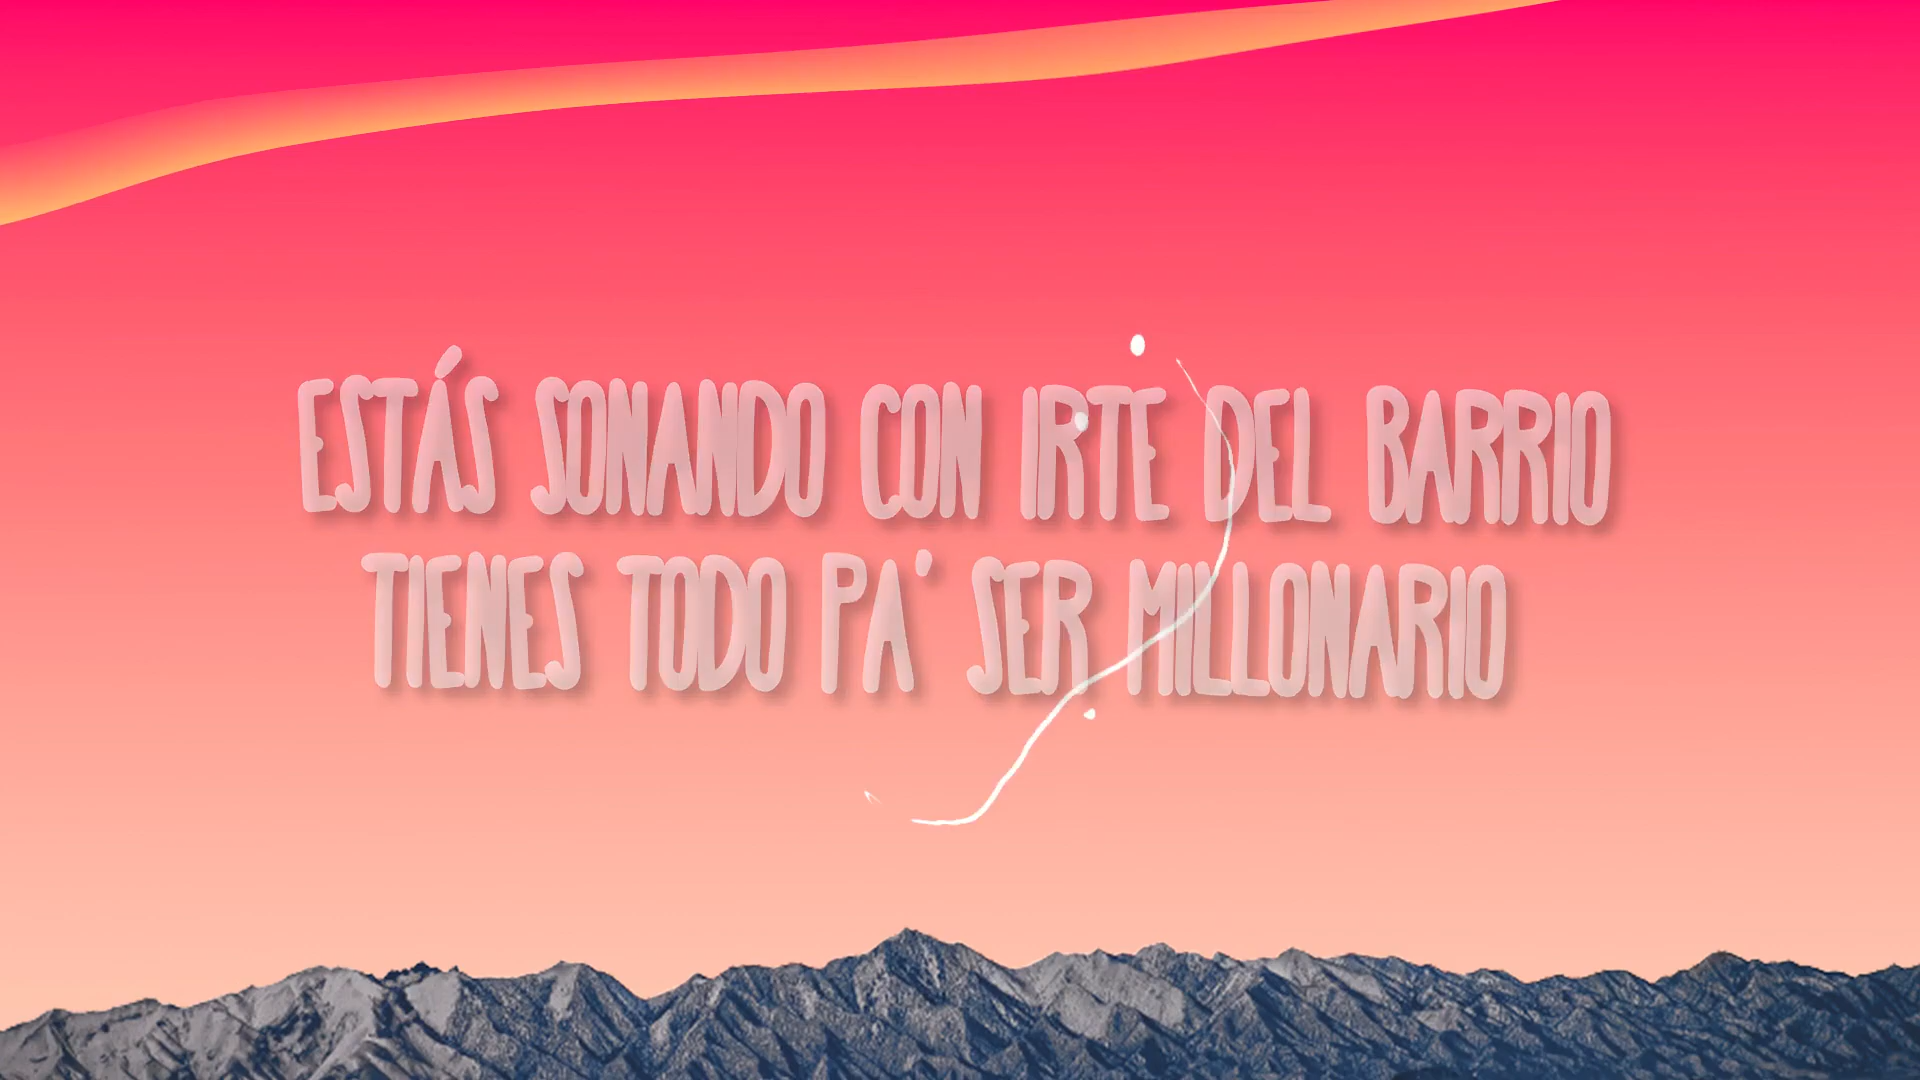 ESTÁS SONANDO CON IRTE DEL BARRIO
TIENES TODO PA' SER MILLONARIO